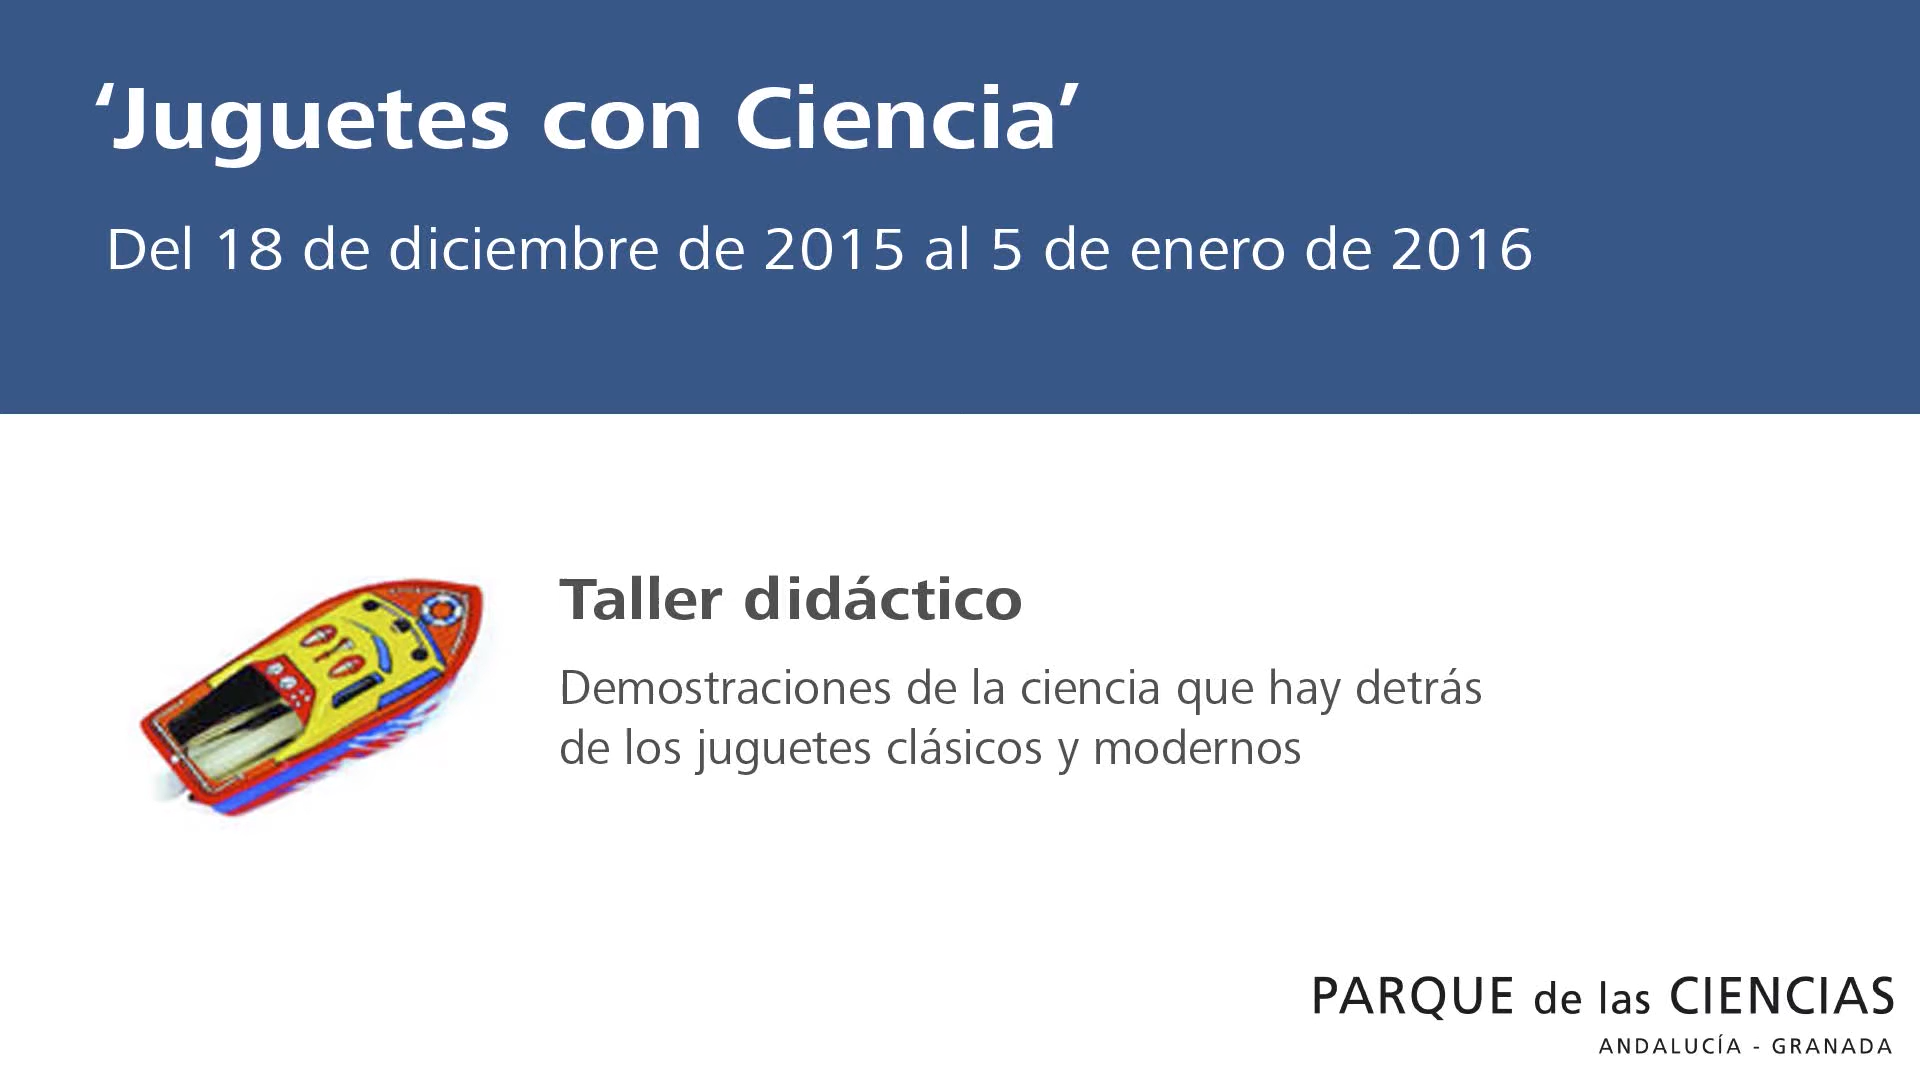 ‘Juguetes con Ciencia’
Del 18 de diciembre de 2015 al 5 de enero de 2016
Taller didáctico
Demostraciones de la ciencia que hay detrás
de los juguetes clásicos y modernos
PARQUE de las CIENCIAS
ANDALUCÍA - GRANADA